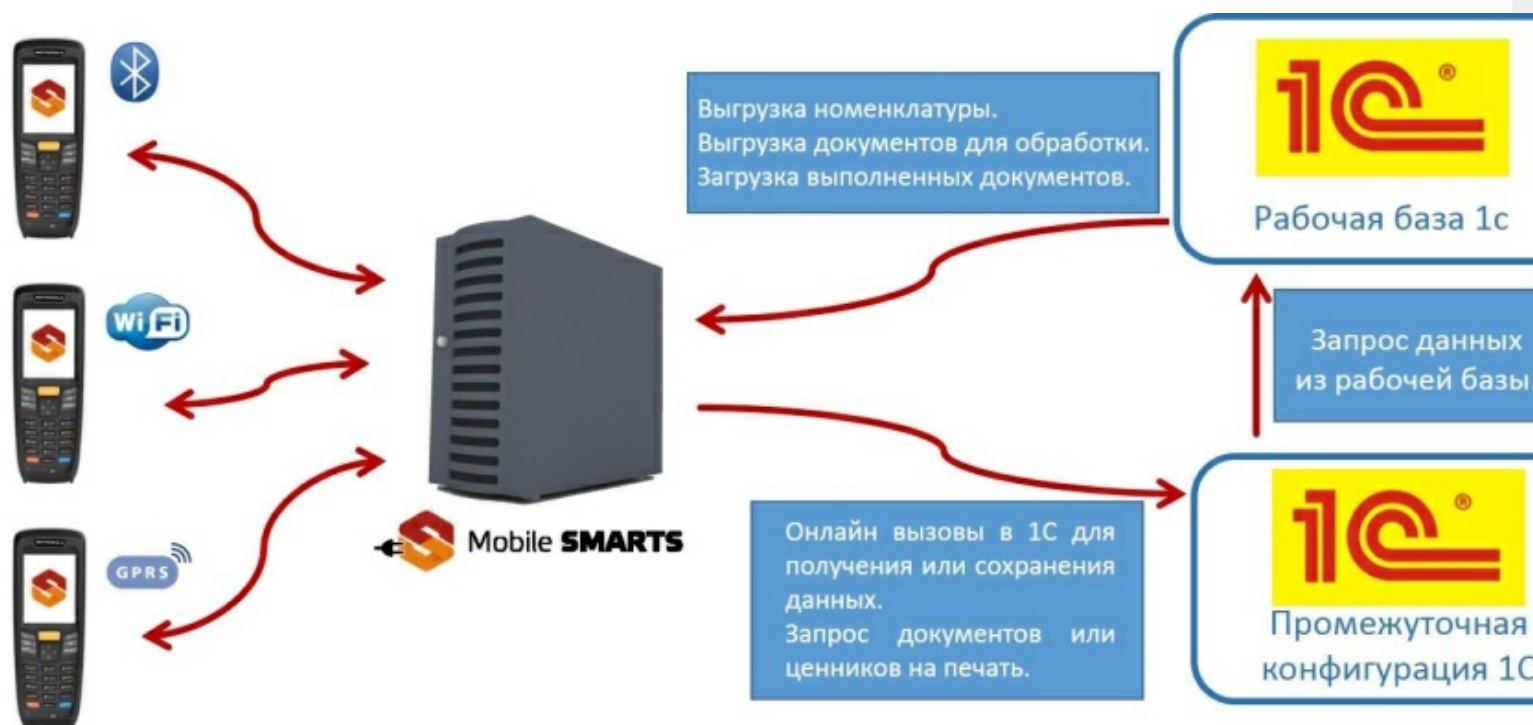 Выгрузка номенклатуры.
Выгрузка документов для обработки.
Загрузка выполненных документов.
1С®
Рабочая база 1с
WiFi
Запрос данных
из рабочей базы.
Mobile SMARTS
GPRS
Онлайн вызовы в 1С для
получения или сохранения
данных.
Запрос документов или
ценников на печать.
1С®
Промежуточная
конфигурация 1С